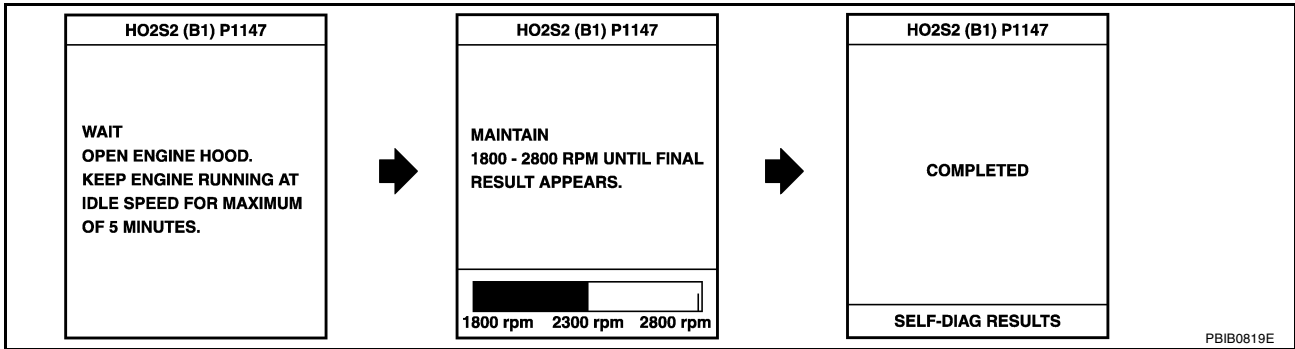 HO2S2 (B1) P1147
WAIT
OPEN ENGINE HOOD.
KEEP ENGINE RUNNING AT
IDLE SPEED FOR MAXIMUM
OF 5 MINUTES.
HO2S2 (B1) P1147
MAINTAIN
1800 - 2800 RPM UNTIL FINAL
RESULT APPEARS.
1800 rpm 2300 rpm 2800 rpm
HO2S2 (B1) P1147
COMPLETED
SELF-DIAG RESULTS
PBIB0819E